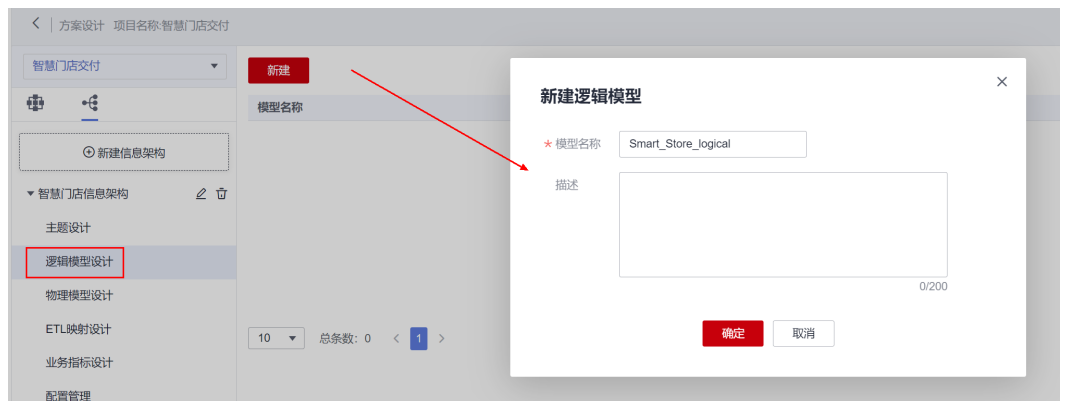 方案设计 项目名称:智慧门店交付
智慧门店交付
新建
模型名称
新建信息架构
智慧门店信息架构
主题设计
逻辑模型设计
物理模型设计
ETL映射设计
业务指标设计
配置管理
10 总条数: 0 < 1 >
新建逻辑模型
* 模型名称 Smart_Store_logical
描述
0/200
确定 取消